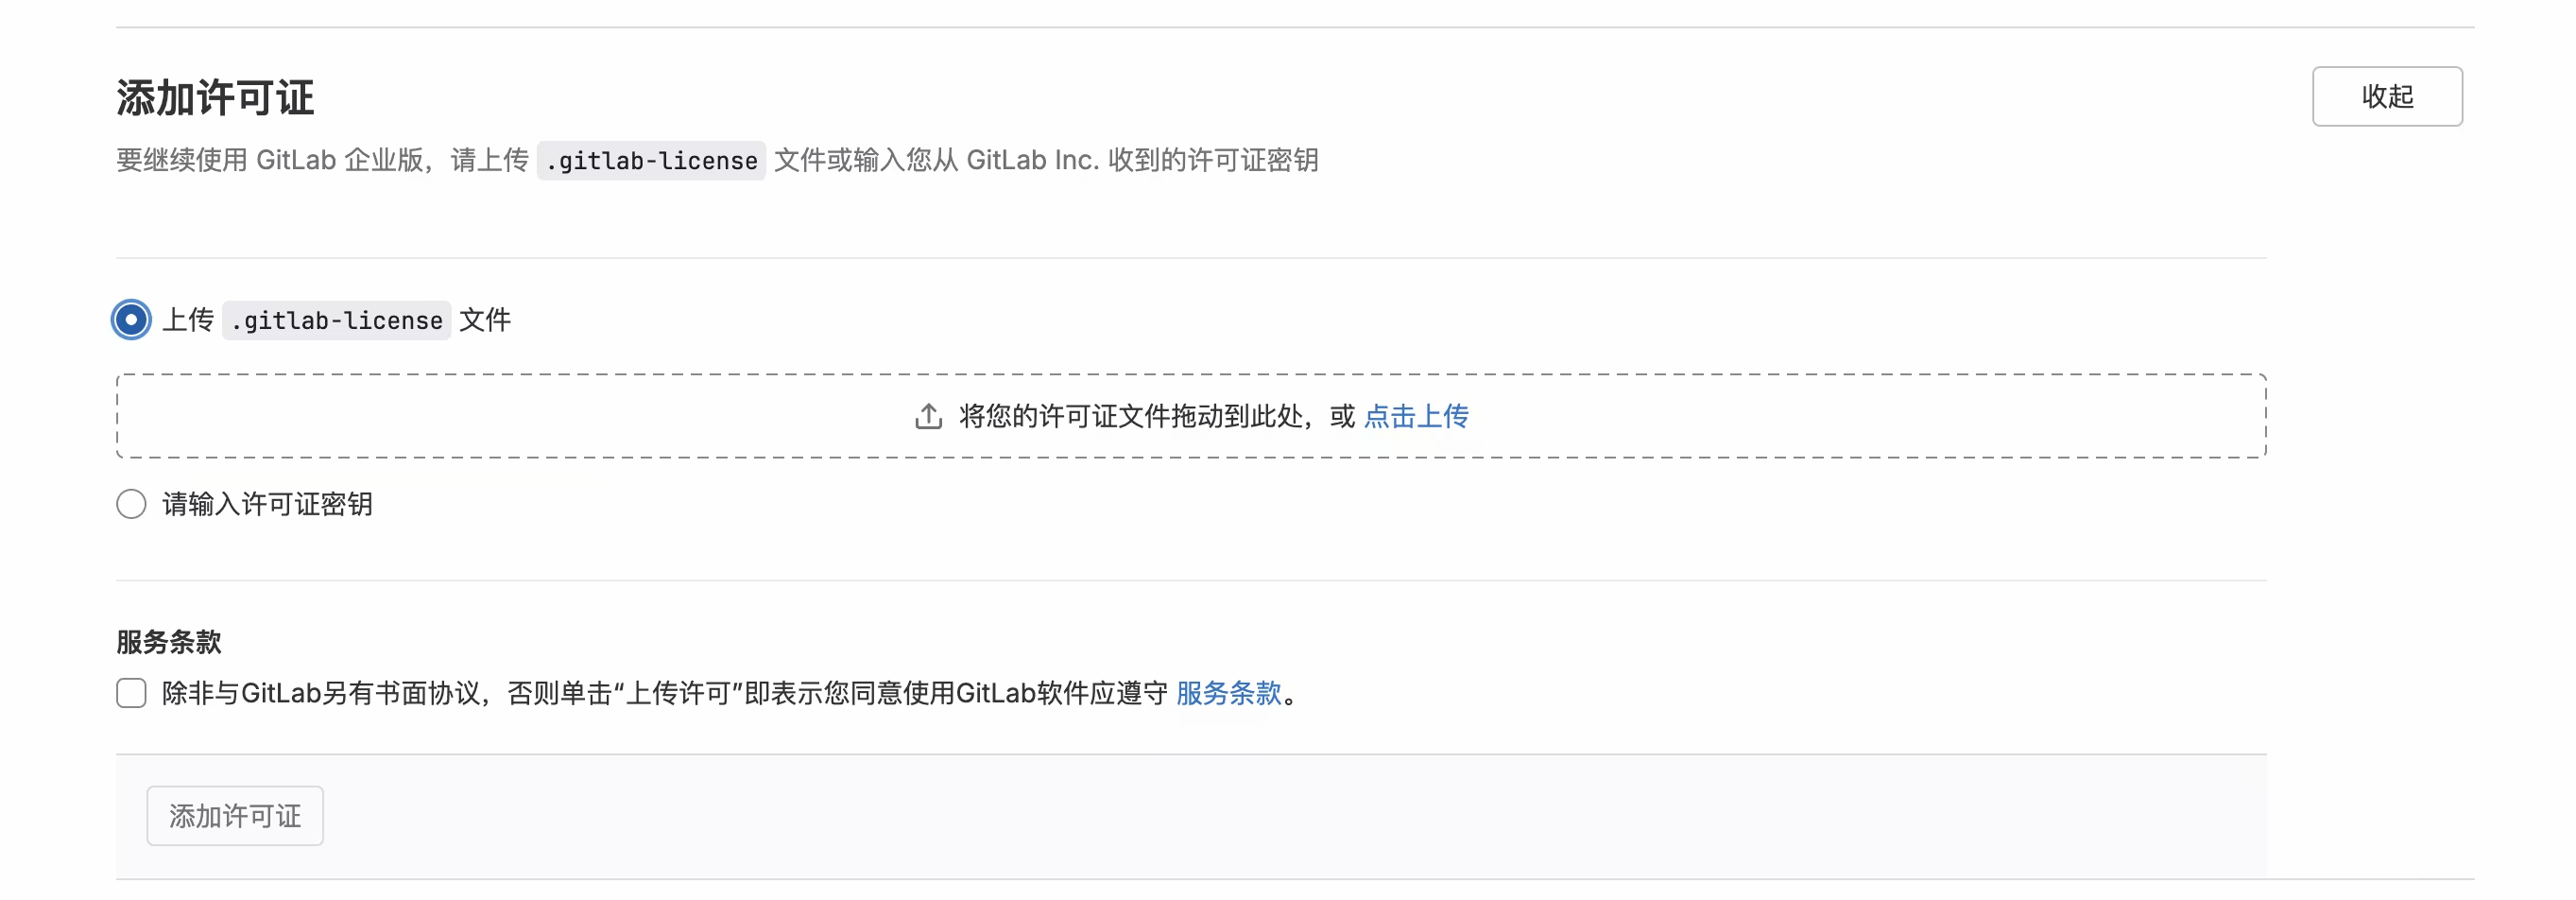 添加许可证
收起
要继续使用 GitLab 企业版，请上传 .gitlab-license 文件或输入您从 GitLab Inc. 收到的许可证密钥
上传 .gitlab-license 文件
将您的许可证文件拖动到此处，或 点击上传
请输入许可证密钥
服务条款
除非与GitLab另有书面协议，否则单击“上传许可”即表示您同意使用GitLab软件应遵守 服务条款。
添加许可证